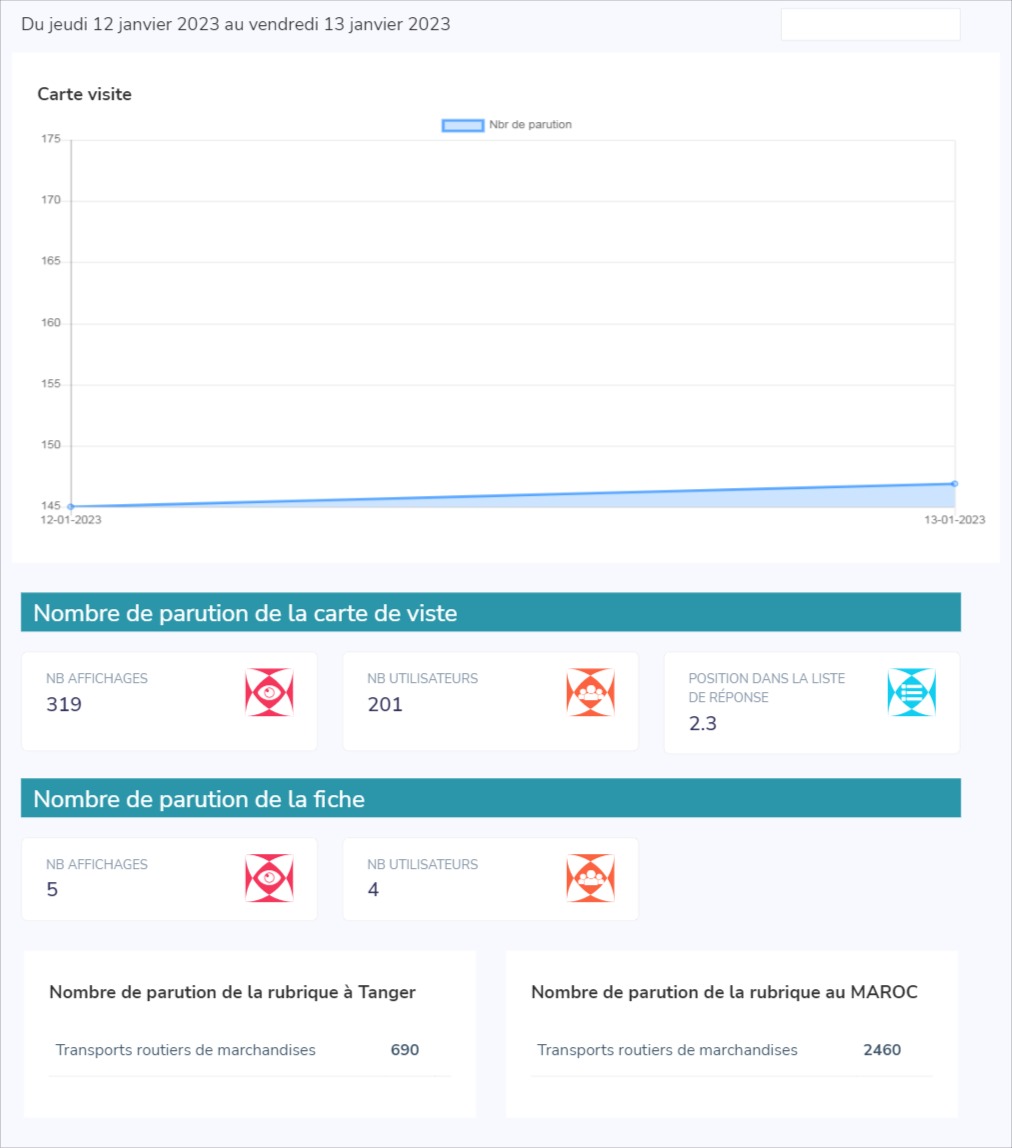 Du jeudi 12 janvier 2023 au vendredi 13 janvier 2023
Carte visite
Nbr de parution
175
170
165
160
155
150
145
12-01-2023
13-01-2023
Nombre de parution de la carte de viste
NB AFFICHAGES
319
NB UTILISATEURS
201
POSITION DANS LA LISTE
DE RÉPONSE
2.3
Nombre de parution de la fiche
NB AFFICHAGES
5
NB UTILISATEURS
4
Nombre de parution de la rubrique à Tanger
Transports routiers de marchandises 690
Nombre de parution de la rubrique au MAROC
Transports routiers de marchandises 2460